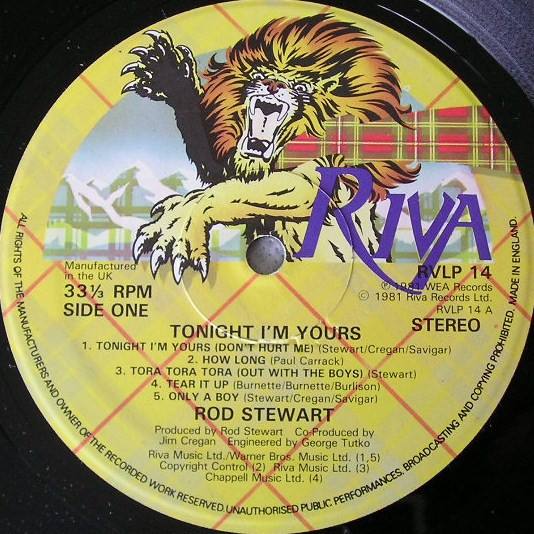 RIVA
Manufactured
in the UK
33⅓ RPM
SIDE ONE
RVLP 14
℗ 1981 WEA Records
© 1981 Riva Records Ltd.
RVLP 14 A
STEREO
TONIGHT I'M YOURS
1. TONIGHT I'M YOURS (DON'T HURT ME) (Stewart/Cregan/Savigar)
2. HOW LONG (Paul Carrack)
3. TORA TORA TORA (OUT WITH THE BOYS) (Stewart)
4. TEAR IT UP (Burnette/Burnette/Burlison)
5. ONLY A BOY (Stewart/Cregan/Savigar)
ROD STEWART
Produced by Rod Stewart Co-Produced by
Jim Cregan Engineered by George Tutko
Riva Music Ltd./Warner Bros. Music Ltd. (1,5)
Copyright Control (2) Riva Music Ltd. (3)
Chappell Music Ltd. (4)
ALL RIGHTS OF THE MANUFACTURERS AND OWNER OF THE RECORDED WORK RESERVED. UNAUTHORISED PUBLIC PERFORMANCES, BROADCASTING AND COPYING PROHIBITED. MADE IN ENGLAND.